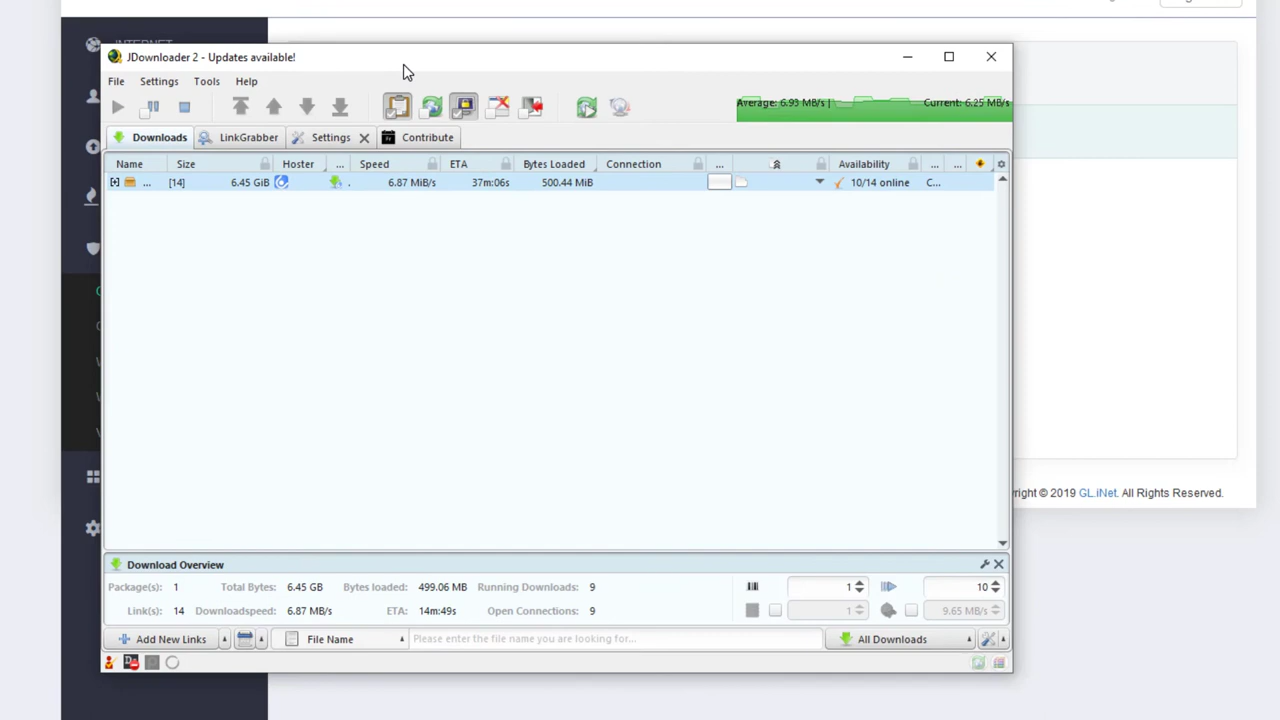 JDownloader 2 - Updates available!
File Settings Tools Help
Average: 6.93 MB/s | Current: 6.25 MB/s
Downloads LinkGrabber Settings Contribute
Name Size Hoster ... Speed ETA Bytes Loaded Connection ... Availability ... ...
... [14] 6.45 GiB . 6.87 MiB/s 37m:06s 500.44 MiB 10/14 online C...
right © 2019 GL.iNet. All Rights Reserved.
Download Overview
Package(s): 1 Total Bytes: 6.45 GB Bytes loaded: 499.06 MB Running Downloads: 9 1 10
Link(s): 14 Downloadspeed: 6.87 MB/s ETA: 14m:49s Open Connections: 9 1 9.65 MB/s
Add New Links File Name Please enter the file name you are looking for... All Downloads